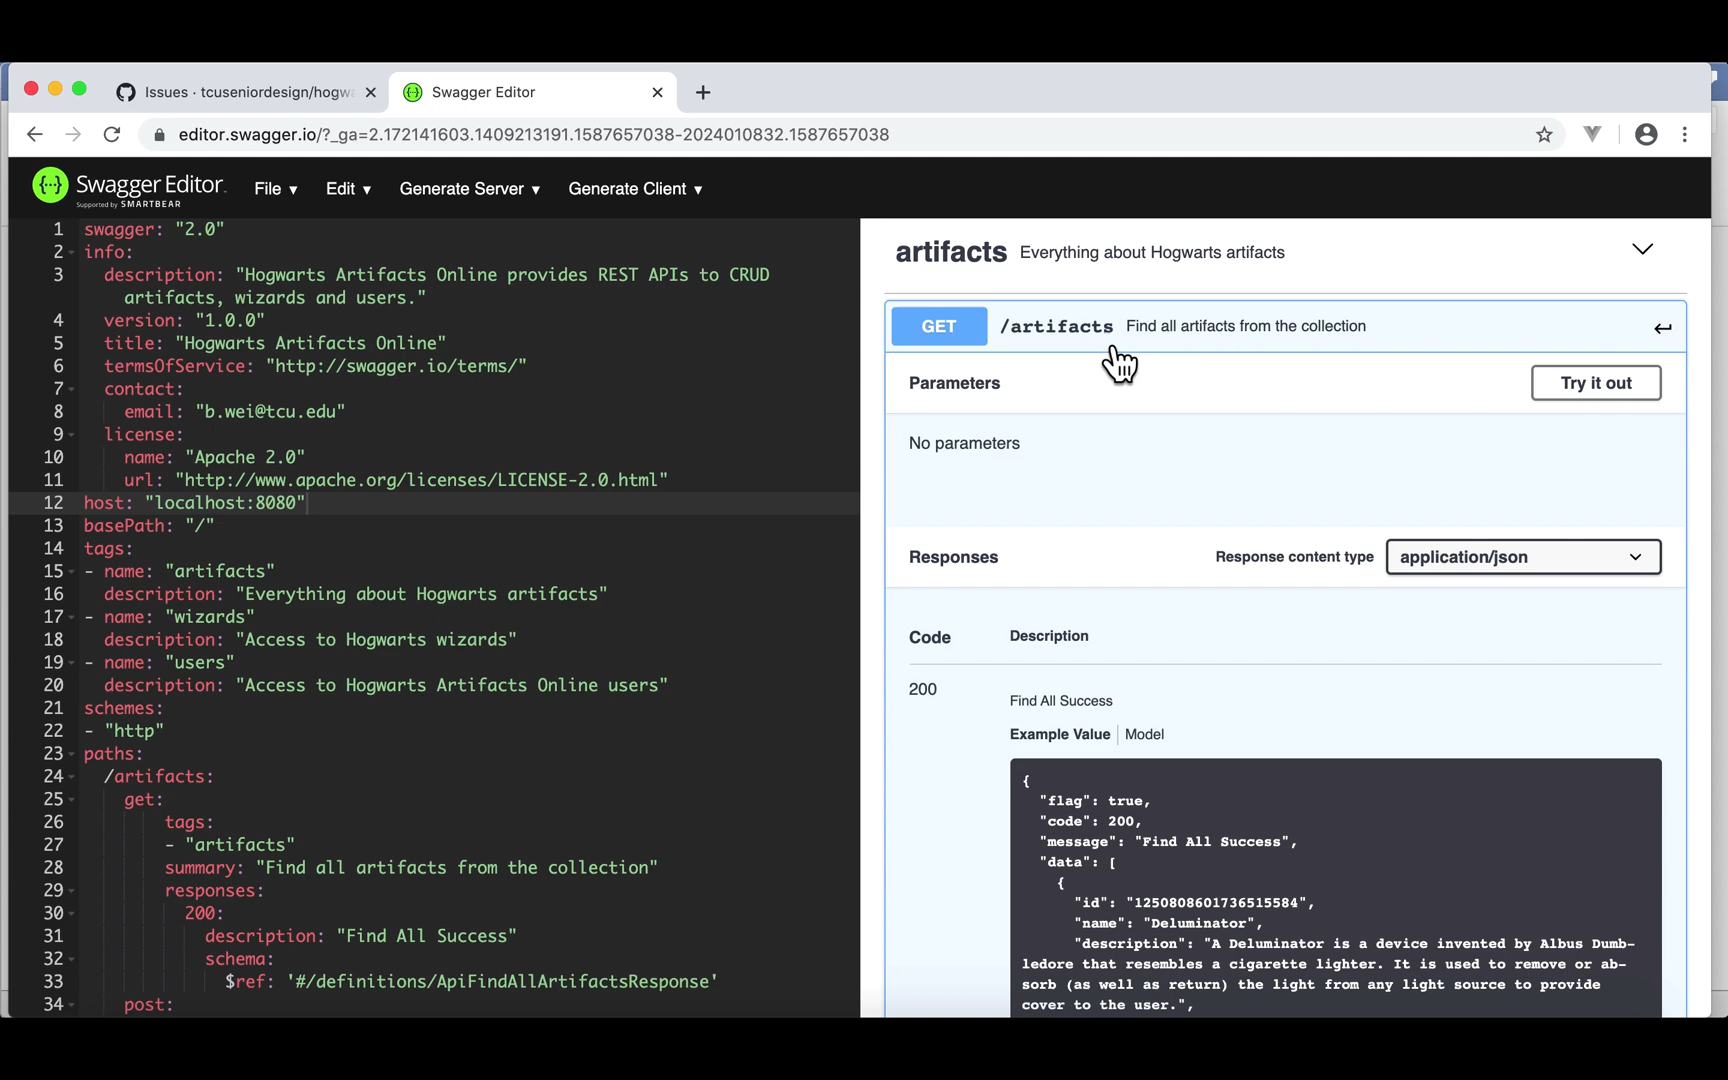 Issues · tcuseniordesign/hogwa
Swagger Editor
editor.swagger.io/?_ga=2.172141603.1409213191.1587657038-2024010832.1587657038
Swagger Editor
Supported by SMARTBEAR
File ▾ Edit ▾ Generate Server ▾ Generate Client ▾
1 swagger: "2.0"
2 info:
3 description: "Hogwarts Artifacts Online provides REST APIs to CRUD
artifacts, wizards and users."
4 version: "1.0.0"
5 title: "Hogwarts Artifacts Online"
6 termsOfService: "http://swagger.io/terms/"
7 contact:
8 email: "b.wei@tcu.edu"
9 license:
10 name: "Apache 2.0"
11 url: "http://www.apache.org/licenses/LICENSE-2.0.html"
12 host: "localhost:8080"
13 basePath: "/"
14 tags:
15 - name: "artifacts"
16 description: "Everything about Hogwarts artifacts"
17 - name: "wizards"
18 description: "Access to Hogwarts wizards"
19 - name: "users"
20 description: "Access to Hogwarts Artifacts Online users"
21 schemes:
22 - "http"
23 paths:
24 /artifacts:
25 get:
26 tags:
27 - "artifacts"
28 summary: "Find all artifacts from the collection"
29 responses:
30 200:
31 description: "Find All Success"
32 schema:
33 $ref: '#/definitions/ApiFindAllArtifactsResponse'
34 post:
artifacts Everything about Hogwarts artifacts
GET /artifacts Find all artifacts from the collection
Parameters
Try it out
No parameters
Responses
Response content type
application/json
Code Description
200
Find All Success
Example Value Model
{
"flag": true,
"code": 200,
"message": "Find All Success",
"data": [
{
"id": "1250808601736515584",
"name": "Deluminator",
"description": "A Deluminator is a device invented by Albus Dumb-
ledore that resembles a cigarette lighter. It is used to remove or ab-
sorb (as well as return) the light from any light source to provide
cover to the user.",